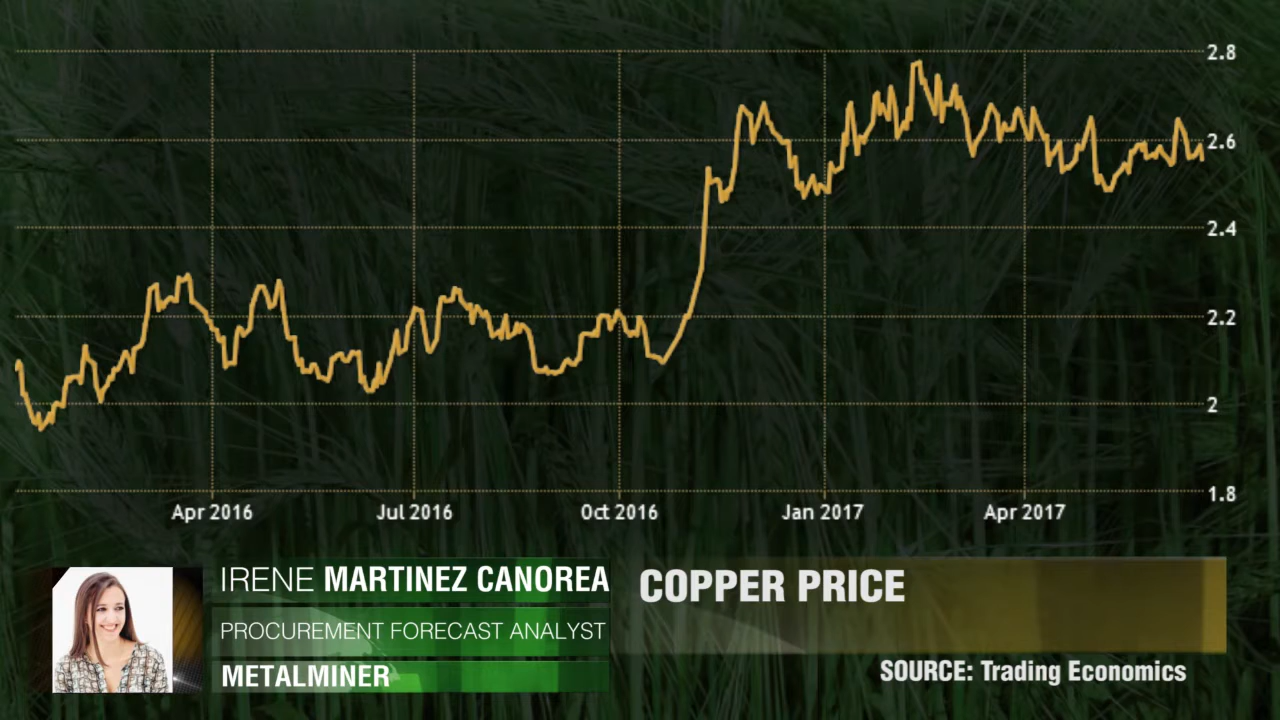 2.8
2.6
2.4
2.2
2
1.8
Apr 2016 Jul 2016 Oct 2016 Jan 2017 Apr 2017
IRENE MARTINEZ CANOREA
PROCUREMENT FORECAST ANALYST
METALMINER
COPPER PRICE
SOURCE: Trading Economics